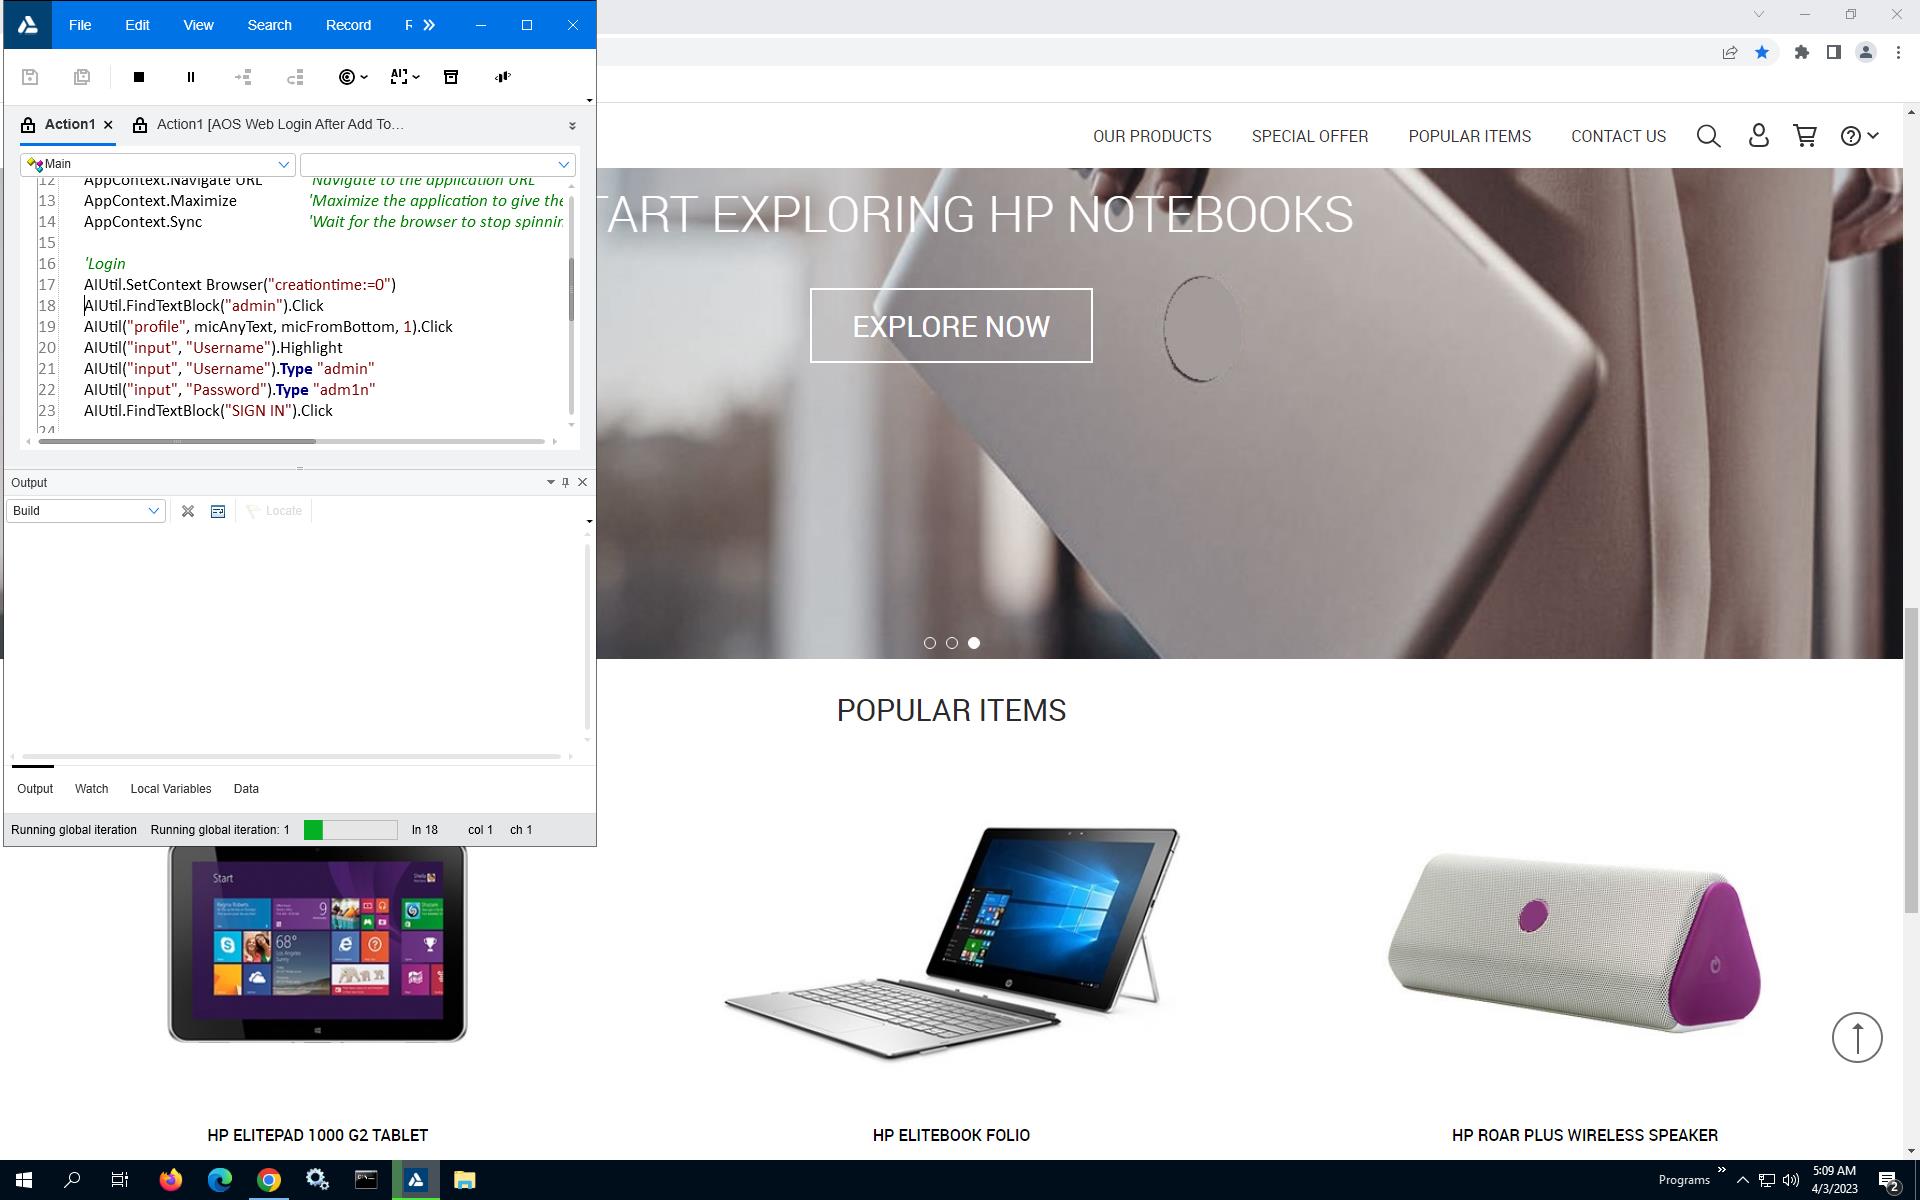 File Edit View Search Record
OUR PRODUCTS SPECIAL OFFER POPULAR ITEMS CONTACT US
Action1 Action1 [AOS Web Login After Add To...
Main
12 AppContext.Navigate URL 'Navigate to the application URL
13 AppContext.Maximize 'Maximize the application to give the
14 AppContext.Sync 'Wait for the browser to stop spinnin
15
16 'Login
17 AIUtil.SetContext Browser("creationtime:=0")
18 AIUtil.FindTextBlock("admin").Click
19 AIUtil("profile", micAnyText, micFromBottom, 1).Click
20 AIUtil("input", "Username").Highlight
21 AIUtil("input", "Username").Type "admin"
22 AIUtil("input", "Password").Type "adm1n"
23 AIUtil.FindTextBlock("SIGN IN").Click
24
TART EXPLORING HP NOTEBOOKS
EXPLORE NOW
Output
Build Locate
Output Watch Local Variables Data
Running global iteration Running global iteration: 1 ln 18 col 1 ch 1
POPULAR ITEMS
Start
9
68°
HP ELITEPAD 1000 G2 TABLET
HP ELITEBOOK FOLIO
HP ROAR PLUS WIRELESS SPEAKER
Programs
5:09 AM
4/3/2023
2